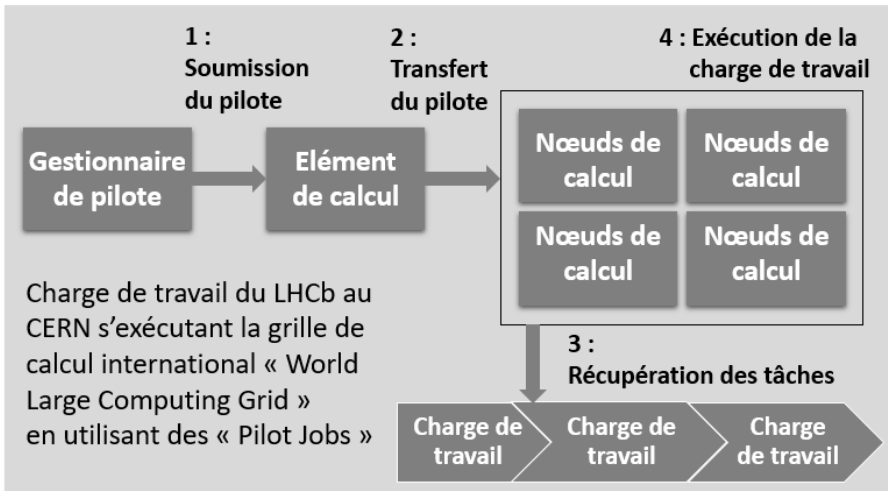 1 :
Soumission
du pilote
2 :
Transfert
du pilote
4 : Exécution de la
charge de travail
Gestionnaire
de pilote
Elément
de calcul
Nœuds de
calcul
Nœuds de
calcul
Nœuds de
calcul
Nœuds de
calcul
Charge de travail du LHCb au
CERN s’exécutant la grille de
calcul international « World
Large Computing Grid »
en utilisant des « Pilot Jobs »
3 :
Récupération des tâches
Charge de
travail
Charge de
travail
Charge
de travail